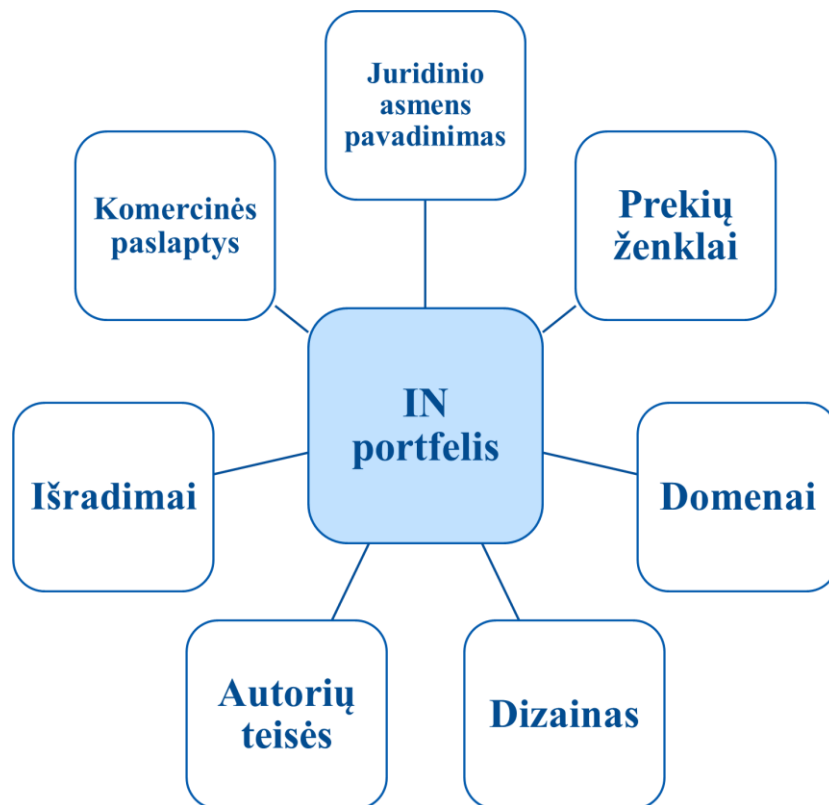 Juridinio
asmens
pavadinimas
Prekių
ženklai
Domenai
Dizainas
Autorių
teisės
Išradimai
Komercinės
paslaptys
IN
portfelis